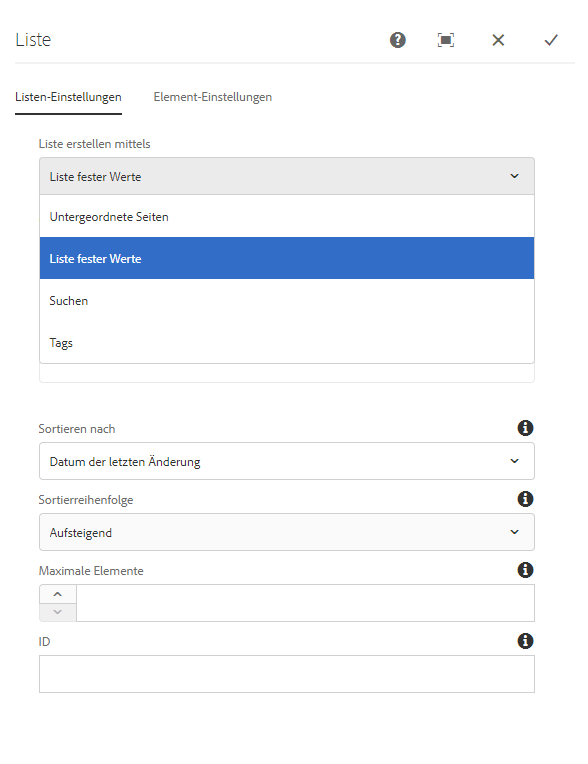 Liste
Listen-Einstellungen
Element-Einstellungen
Liste erstellen mittels
Liste fester Werte
Untergeordnete Seiten
Liste fester Werte
Suchen
Tags
Sortieren nach
Datum der letzten Änderung
Sortierreihenfolge
Aufsteigend
Maximale Elemente
ID